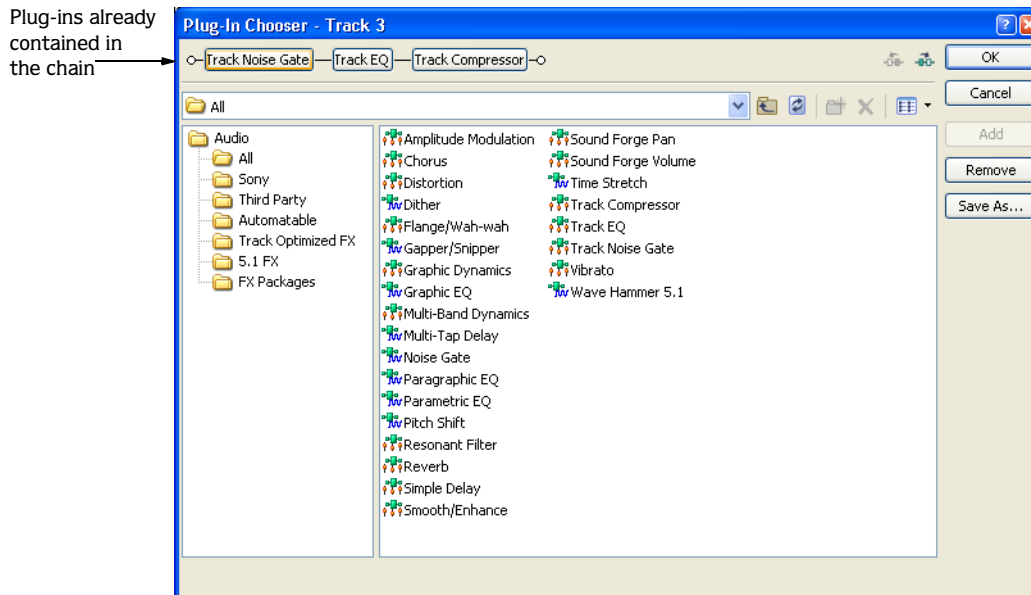 Plug-ins already
contained in
the chain
Plug-In Chooser - Track 3
Track Noise Gate
Track EQ
Track Compressor
OK
Cancel
Add
Remove
Save As...
All
Audio
All
Sony
Third Party
Automatable
Track Optimized FX
5.1 FX
FX Packages
Amplitude Modulation
Chorus
Distortion
Dither
Flange/Wah-wah
Gapper/Snipper
Graphic Dynamics
Graphic EQ
Multi-Band Dynamics
Multi-Tap Delay
Noise Gate
Paragraphic EQ
Parametric EQ
Pitch Shift
Resonant Filter
Reverb
Simple Delay
Smooth/Enhance
Sound Forge Pan
Sound Forge Volume
Time Stretch
Track Compressor
Track EQ
Track Noise Gate
Vibrato
Wave Hammer 5.1